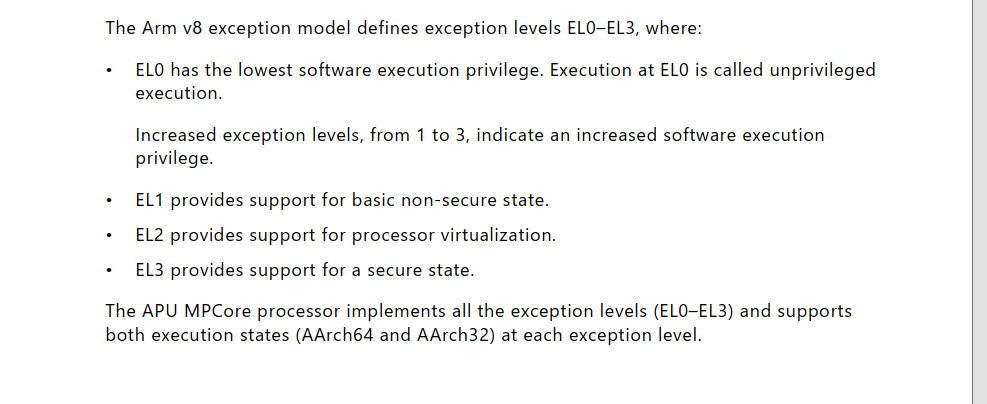 The Arm v8 exception model defines exception levels EL0–EL3, where:
• EL0 has the lowest software execution privilege. Execution at EL0 is called unprivileged
execution.
Increased exception levels, from 1 to 3, indicate an increased software execution
privilege.
• EL1 provides support for basic non-secure state.
• EL2 provides support for processor virtualization.
• EL3 provides support for a secure state.
The APU MPCore processor implements all the exception levels (EL0–EL3) and supports
both execution states (AArch64 and AArch32) at each exception level.